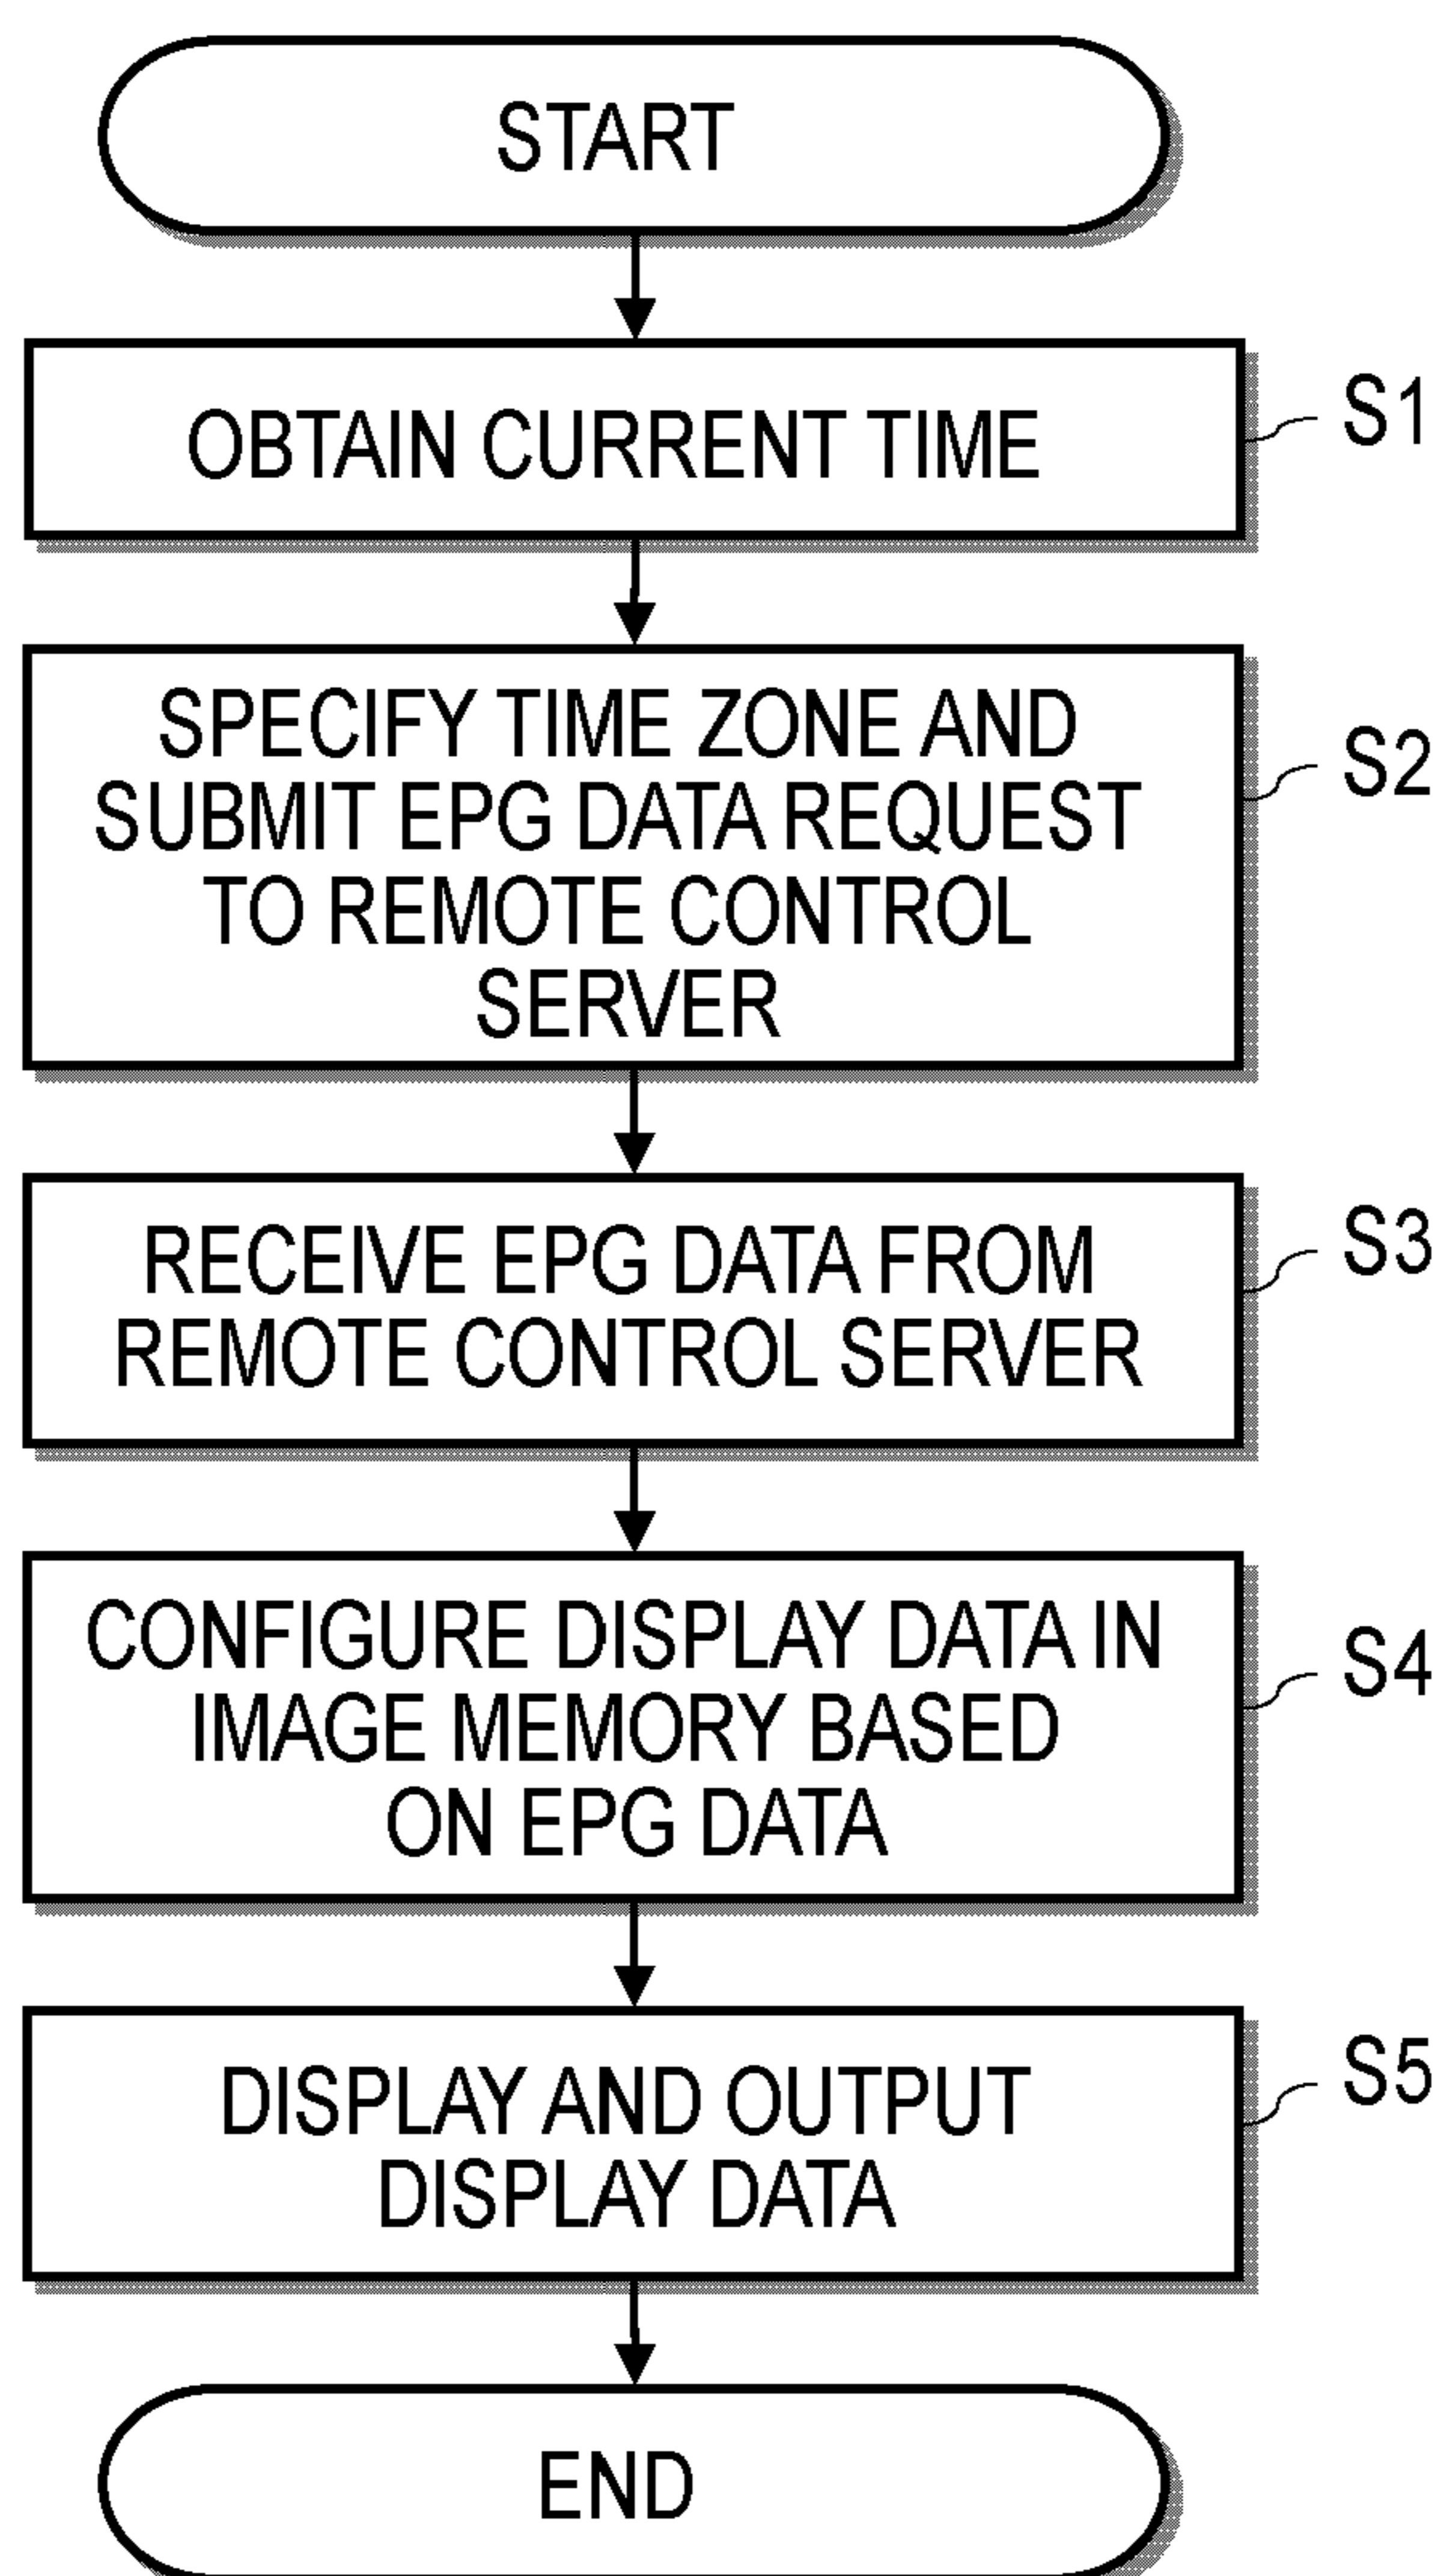 START
OBTAIN CURRENT TIME
S1
SPECIFY TIME ZONE AND
SUBMIT EPG DATA REQUEST
TO REMOTE CONTROL
SERVER
S2
RECEIVE EPG DATA FROM
REMOTE CONTROL SERVER
S3
CONFIGURE DISPLAY DATA IN
IMAGE MEMORY BASED
ON EPG DATA
S4
DISPLAY AND OUTPUT
DISPLAY DATA
S5
END